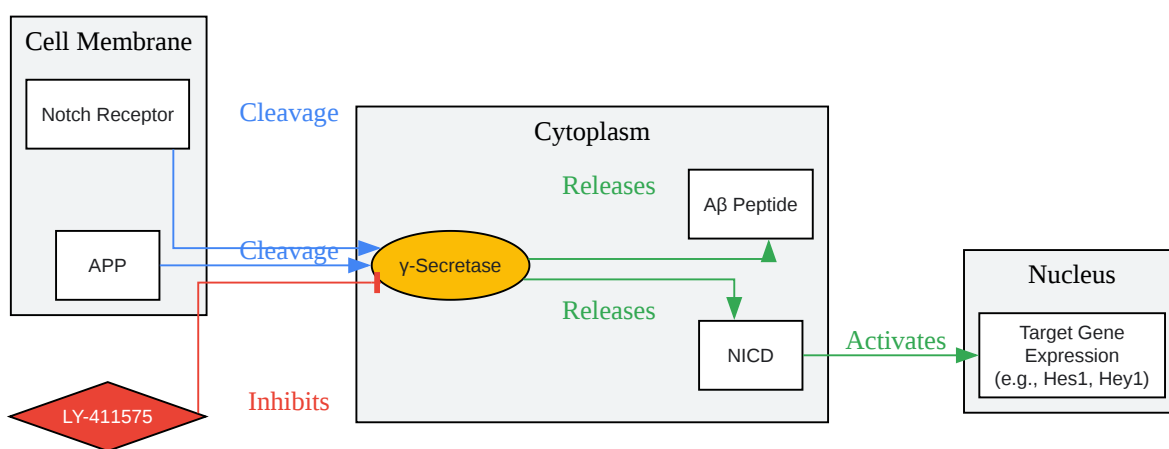 Cell Membrane
Notch Receptor
Cleavage
Cytoplasm
Releases
Aβ Peptide
APP
Cleavage
γ-Secretase
Nucleus
Releases
NICD
Activates
Target Gene
Expression
(e.g., Hes1, Hey1)
LY-411575
Inhibits